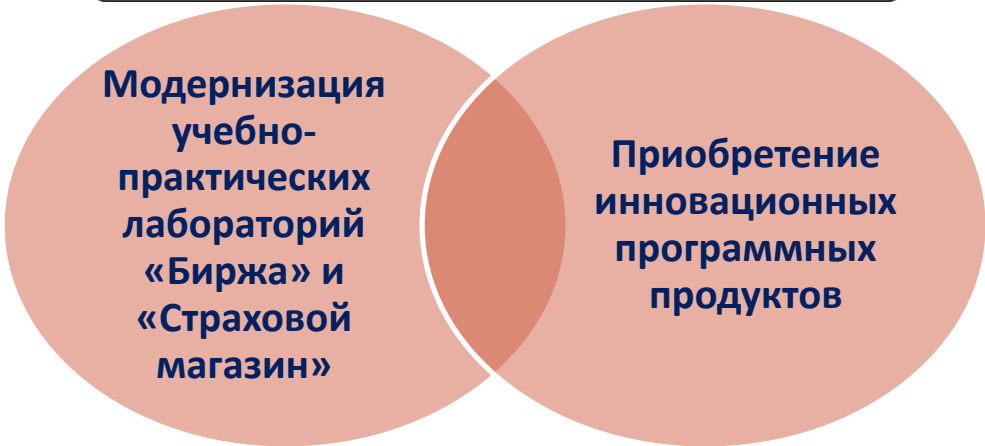 Модернизация
учебно-
практических
лабораторий
«Биржа» и
«Страховой
магазин»
Приобретение
инновационных
программных
продуктов